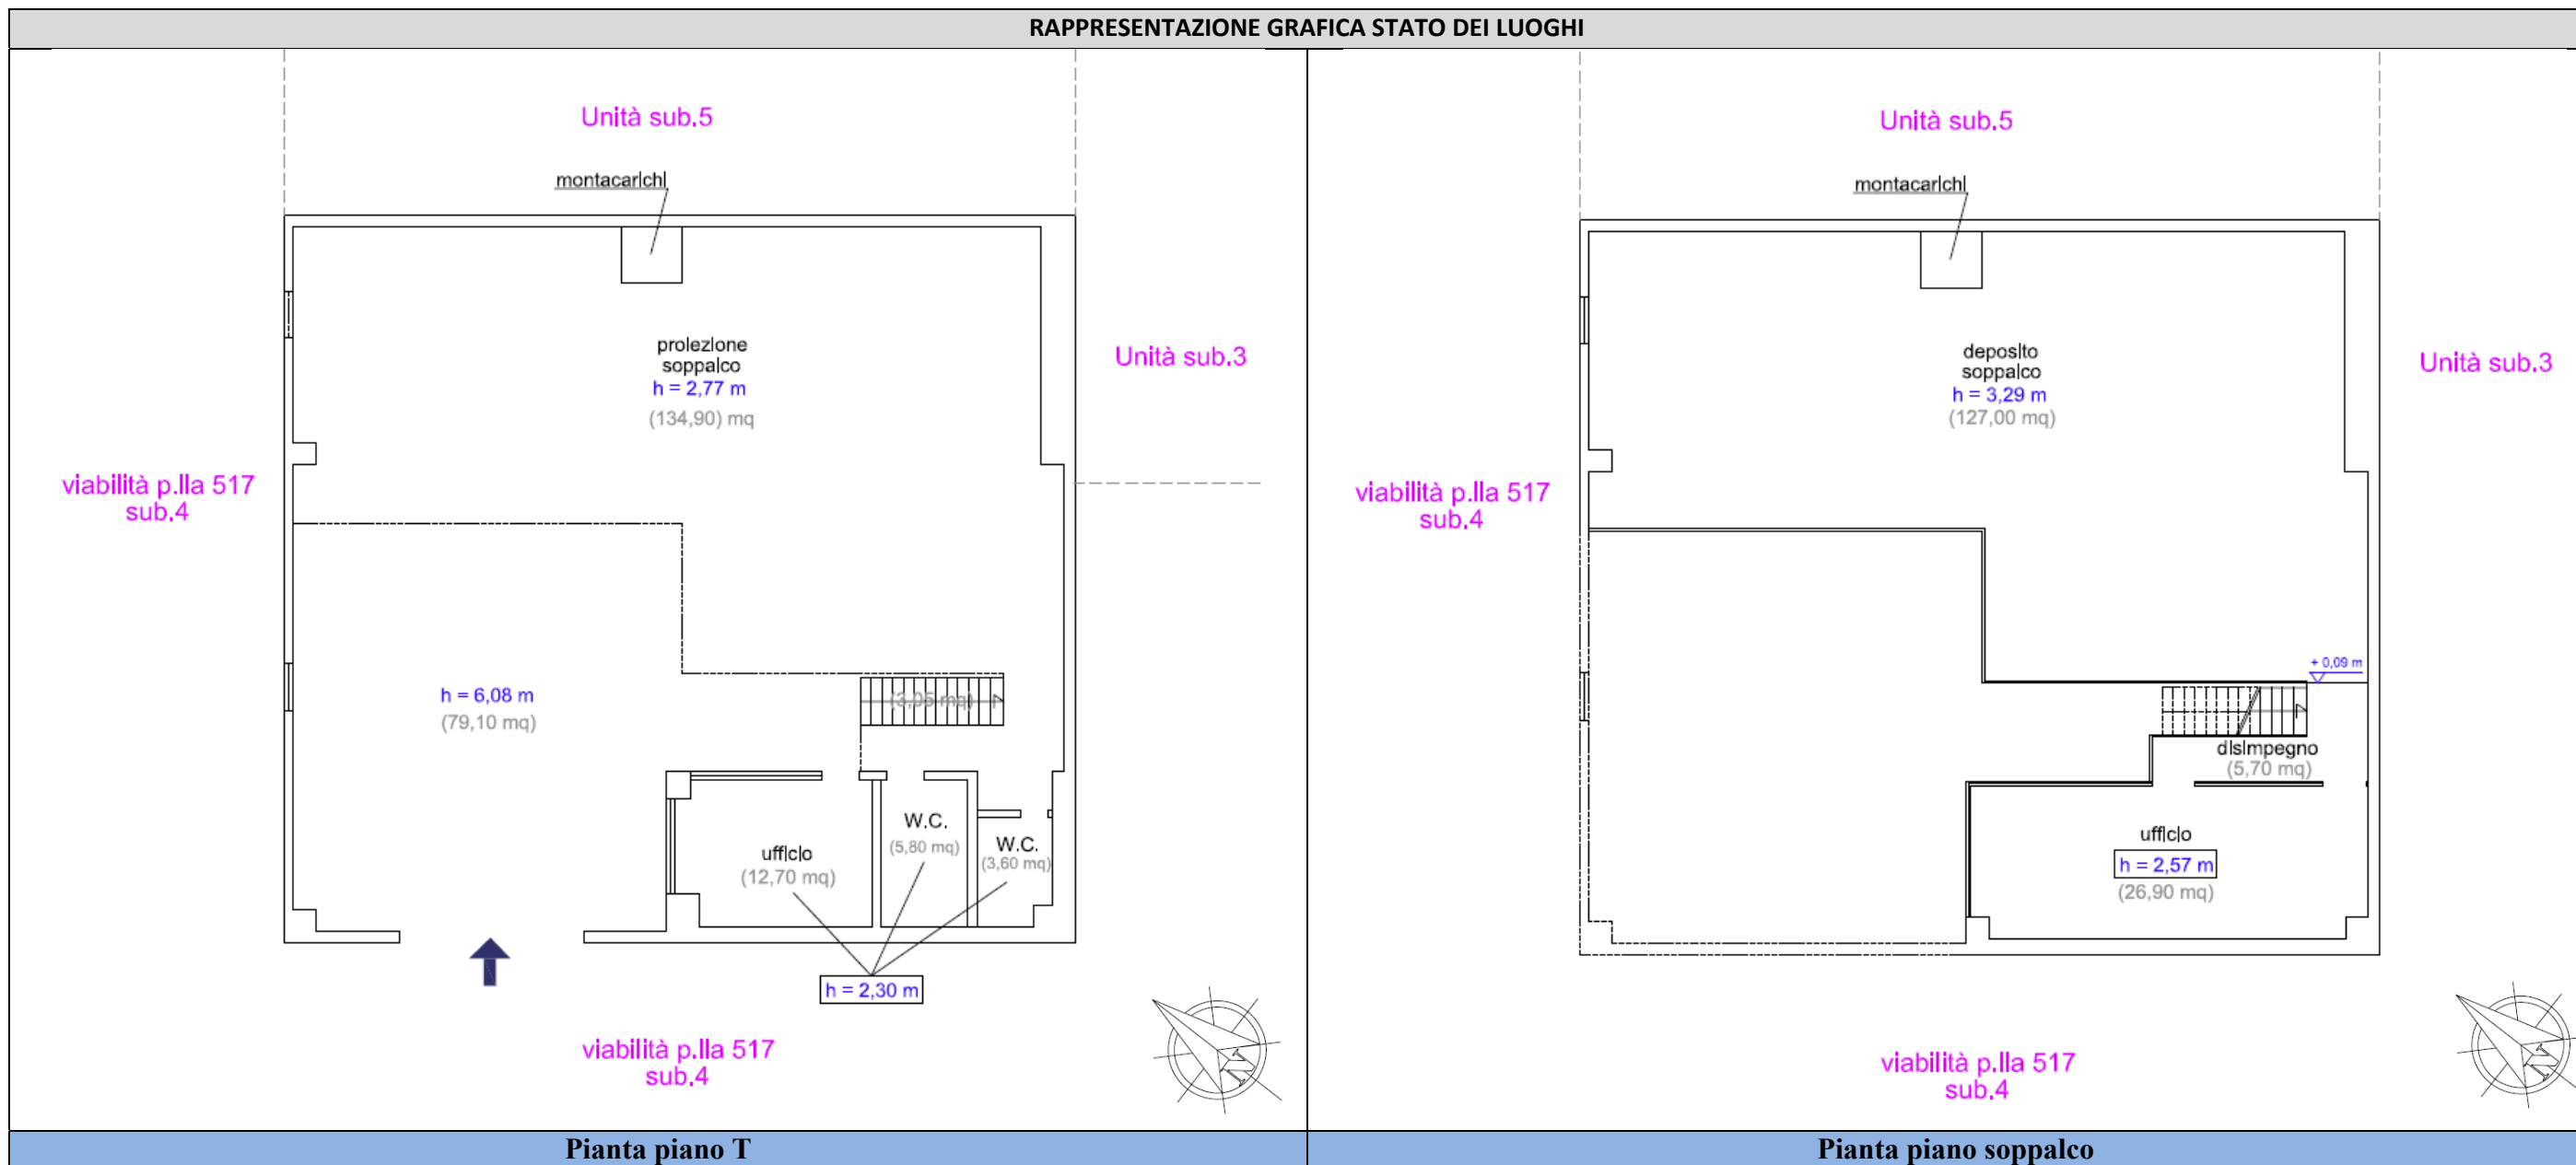 RAPPRESENTAZIONE GRAFICA STATO DEI LUOGHI
Unità sub.5
montacarichi
proiezione
soppalco
h = 2,77 m
(134,90) mq
Unità sub.3
viabilità p.lla 517
sub.4
h = 6,08 m
(79,10 mq)
(3,05 mq)
W.C.
(5,80 mq)
W.C.
(3,60 mq)
ufficio
(12,70 mq)
h = 2,30 m
viabilità p.lla 517
sub.4
N
Pianta piano T
Unità sub.5
montacarichi
deposito
soppalco
h = 3,29 m
(127,00 mq)
Unità sub.3
viabilità p.lla 517
sub.4
+ 0,09 m
disimpegno
(5,70 mq)
ufficio
h = 2,57 m
(26,90 mq)
viabilità p.lla 517
sub.4
N
Pianta piano soppalco